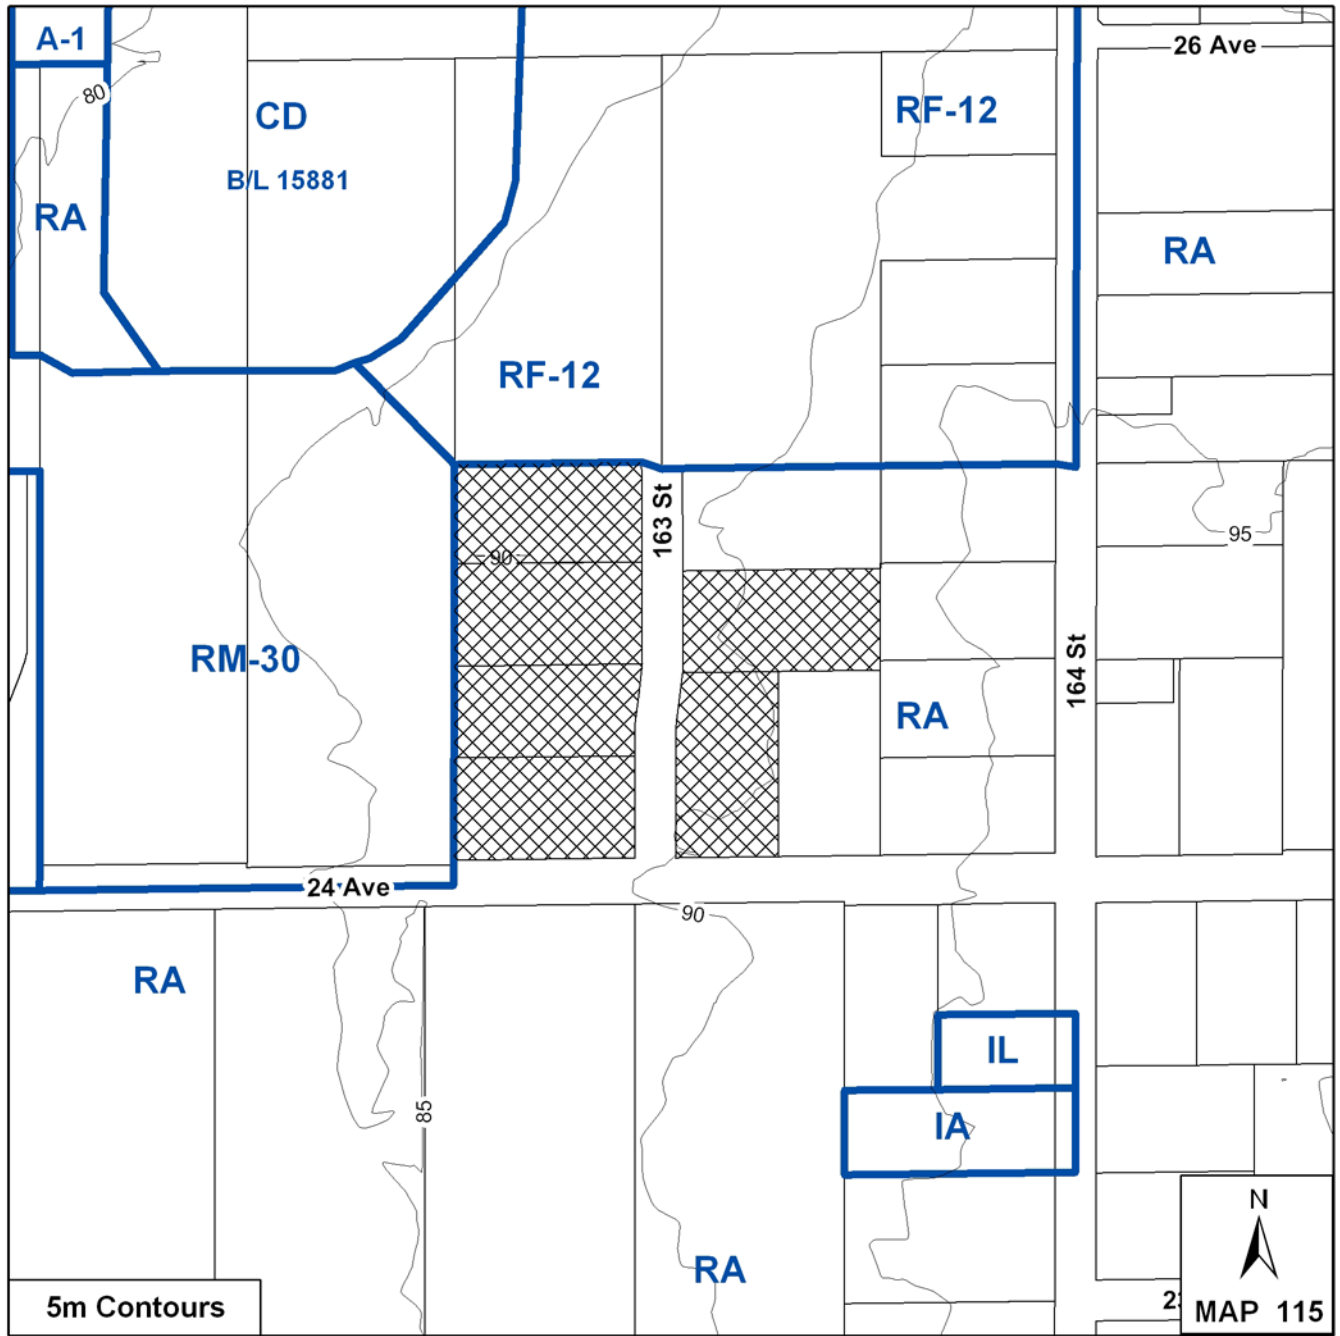 A-1
26 Ave
80
CD
RF-12
B/L 15881
RA
RA
RF-12
163 St
95
90
RM-30
164 St
RA
24 Ave
90
RA
IL
85
IA
N
RA
5m Contours
MAP 115